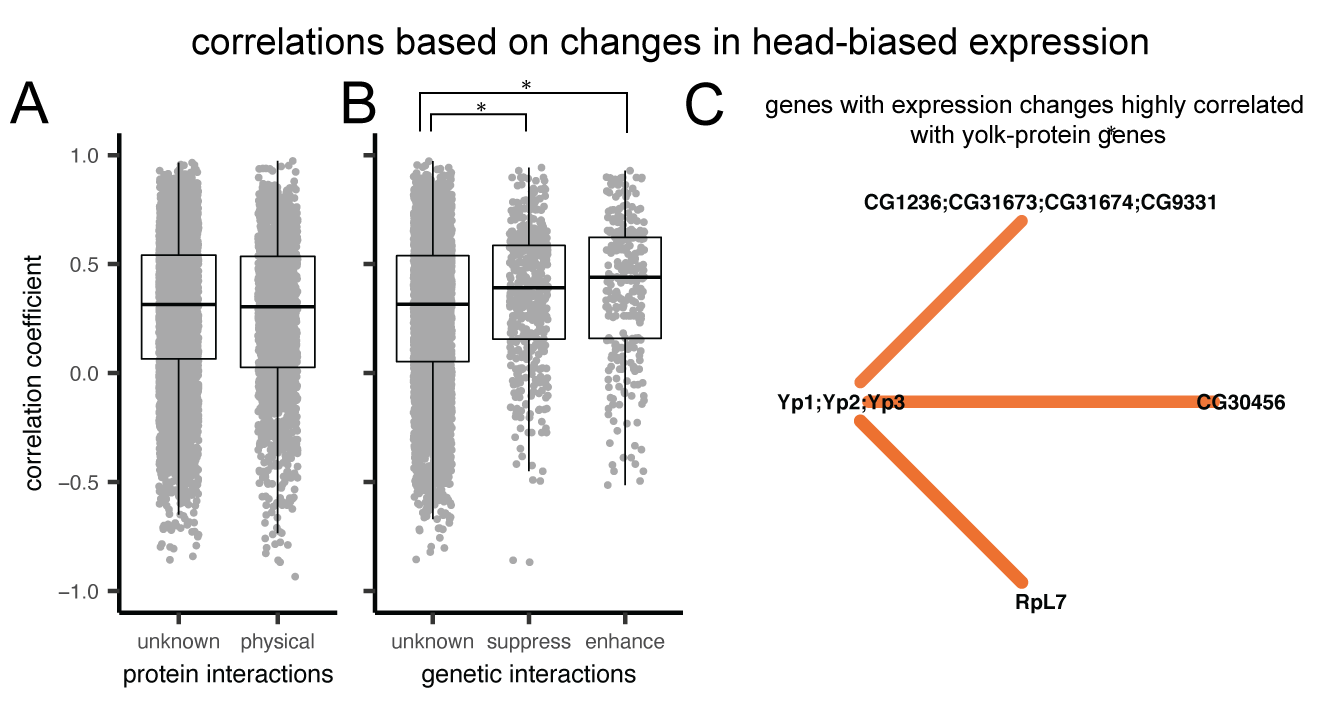 correlations based on changes in head-biased expression
A
B
C
* 
*
genes with expression changes highly correlated
with yolk-protein genes
*
correlation coefficient
1.0
0.5
0.0
−0.5
−1.0
CG1236;CG31673;CG31674;CG9331
Yp1;Yp2;Yp3
CG30456
RpL7
unknown physical
protein interactions
unknown suppress enhance
genetic interactions